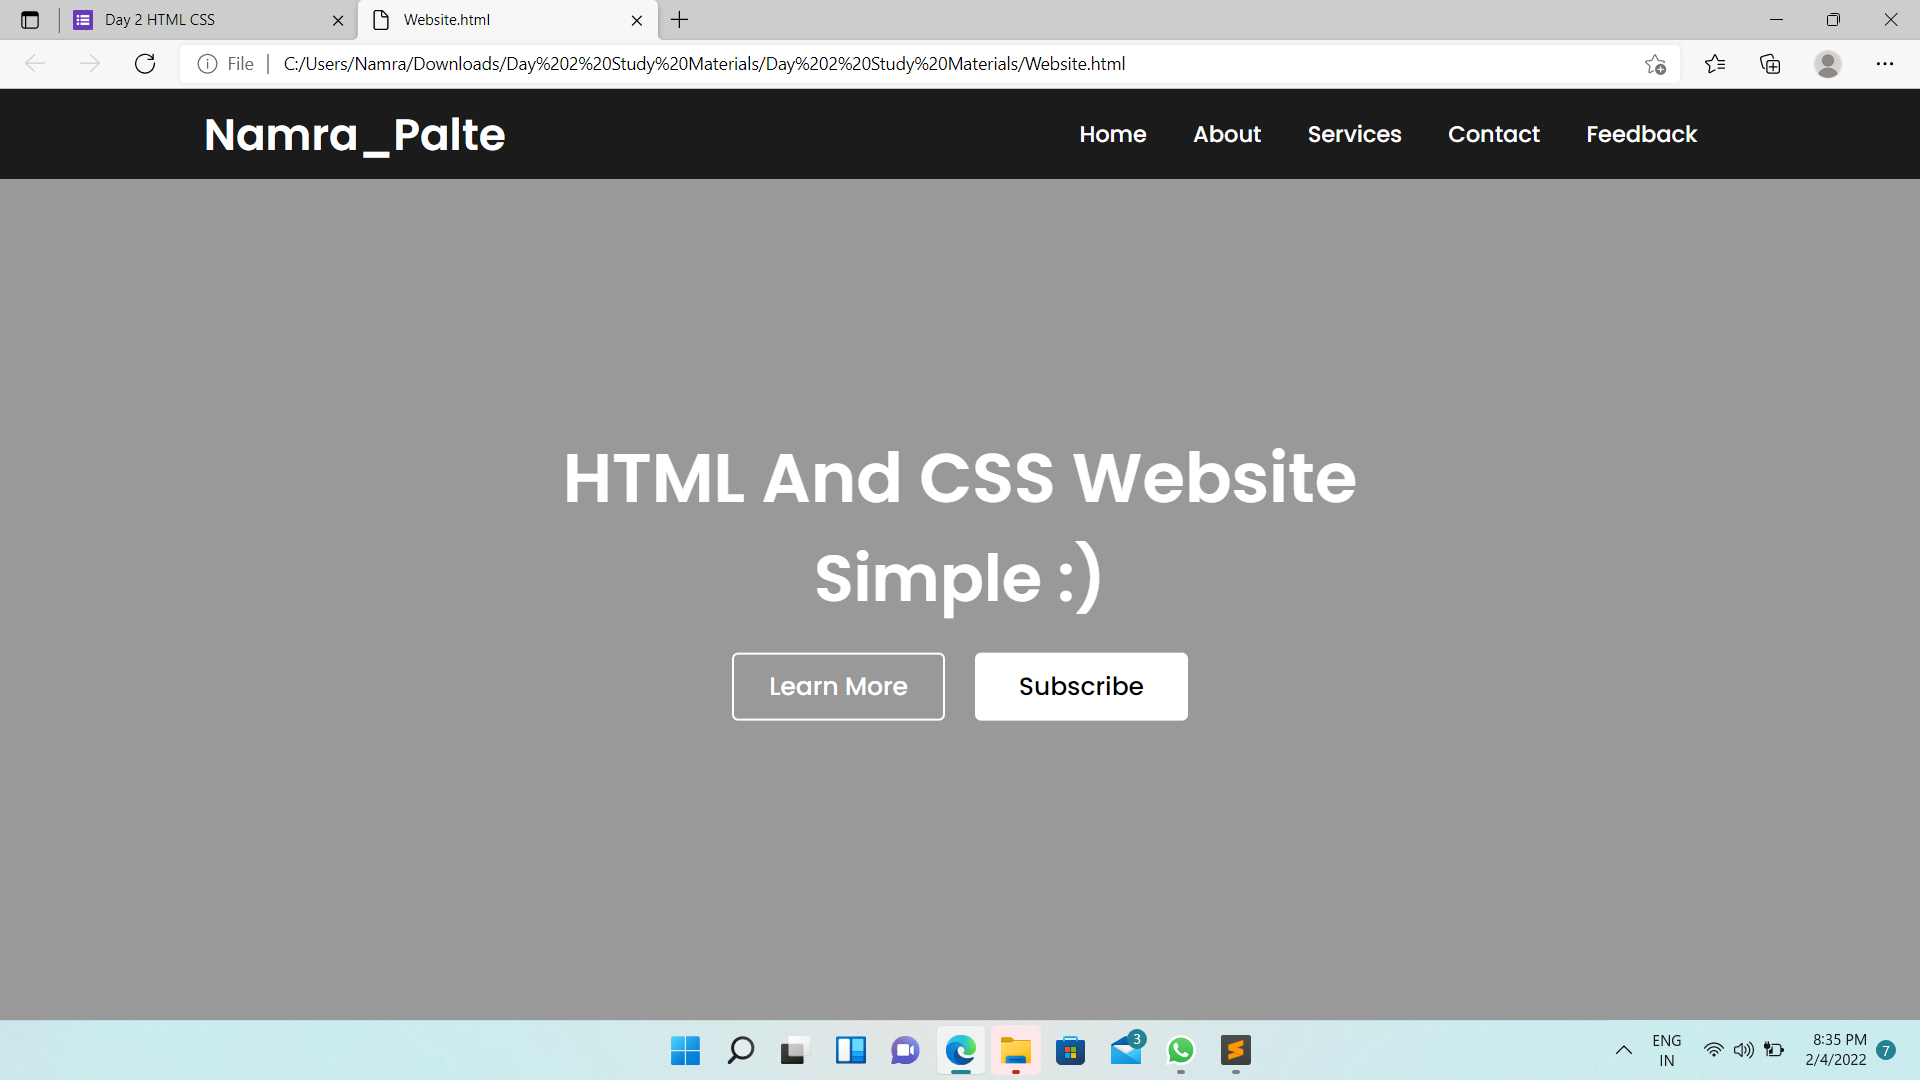 Day 2 HTML CSS
Website.html
File
C:/Users/Namra/Downloads/Day%202%20Study%20Materials/Day%202%20Study%20Materials/Website.html
Namra_Palte
Home About Services Contact Feedback
HTML And CSS Website
Simple :)
Learn More
Subscribe
3
ENG
IN
8:35 PM
2/4/2022
7